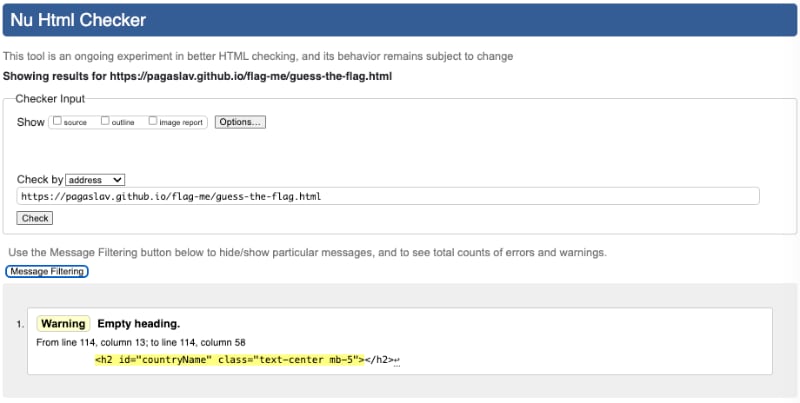 Nu Html Checker
This tool is an ongoing experiment in better HTML checking, and its behavior remains subject to change
Showing results for https://pagaslav.github.io/flag-me/guess-the-flag.html
Checker Input
Show source outline image report Options...
Check by address
https://pagaslav.github.io/flag-me/guess-the-flag.html
Check
Use the Message Filtering button below to hide/show particular messages, and to see total counts of errors and warnings.
Message Filtering
1. Warning Empty heading.
From line 114, column 13; to line 114, column 58
<h2 id="countryName" class="text-center mb-5"></h2>↩